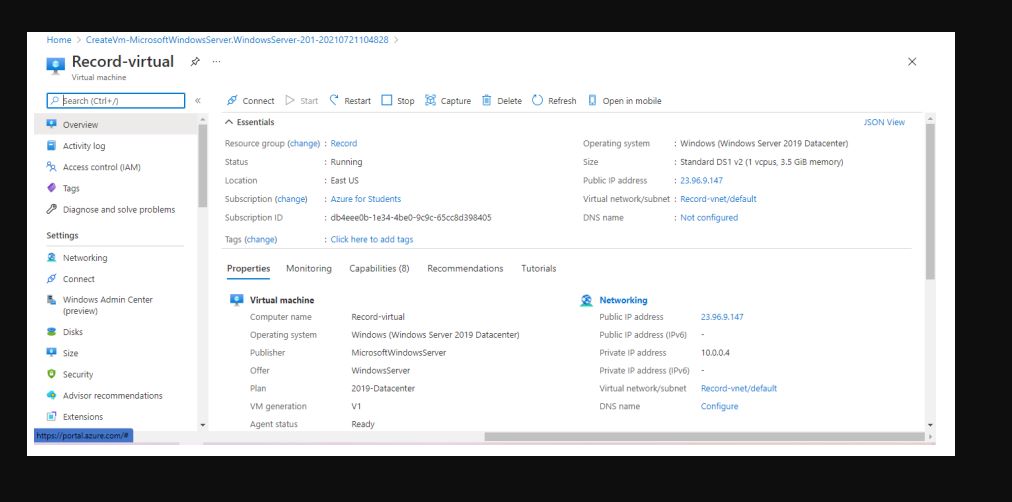 Home > CreateVm-MicrosoftWindowsServer.WindowsServer-201-20210721104828 >
Record-virtual ...
Virtual machine
Search (Ctrl+/) «
Connect Start Restart Stop Capture Delete Refresh Open in mobile
Overview
Activity log
Access control (IAM)
Tags
Diagnose and solve problems
Settings
Networking
Connect
Windows Admin Center
(preview)
Disks
Size
Security
Advisor recommendations
Extensions
https://portal.azure.com/#
Essentials JSON View
Resource group (change) : Record
Status : Running
Location : East US
Subscription (change) : Azure for Students
Subscription ID : db4eee0b-1e34-4be0-9c9c-65cc8d398405
Tags (change) : Click here to add tags
Operating system : Windows (Windows Server 2019 Datacenter)
Size : Standard DS1 v2 (1 vcpus, 3.5 GiB memory)
Public IP address : 23.96.9.147
Virtual network/subnet : Record-vnet/default
DNS name : Not configured
Properties Monitoring Capabilities (8) Recommendations Tutorials
Virtual machine
Computer name Record-virtual
Operating system Windows (Windows Server 2019 Datacenter)
Publisher MicrosoftWindowsServer
Offer WindowsServer
Plan 2019-Datacenter
VM generation V1
Agent status Ready
Networking
Public IP address 23.96.9.147
Public IP address (IPv6) -
Private IP address 10.0.0.4
Private IP address (IPv6) -
Virtual network/subnet Record-vnet/default
DNS name Configure